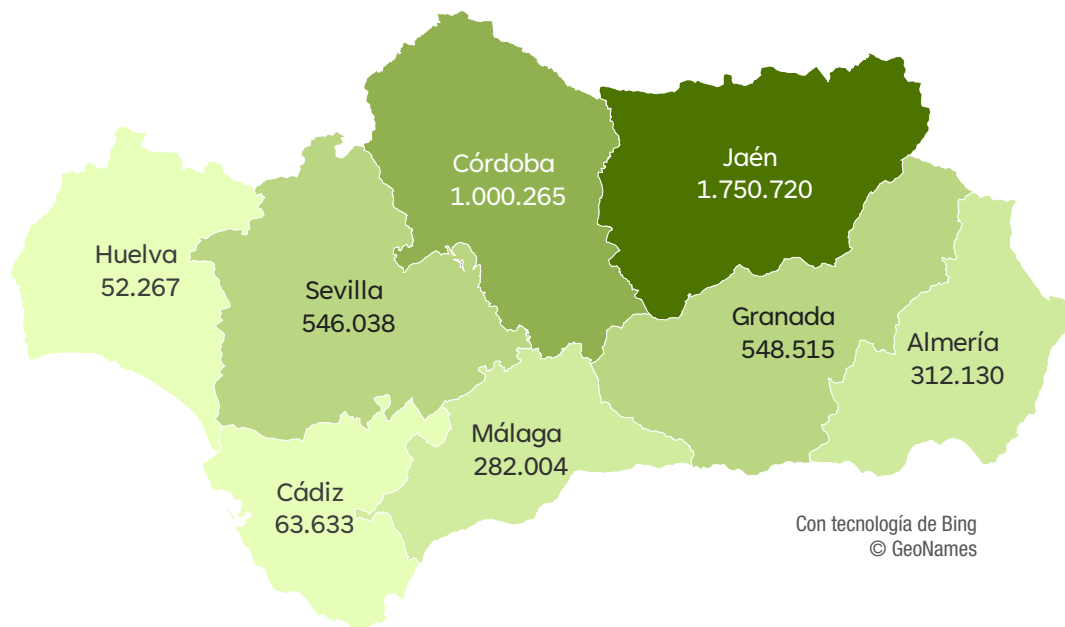 Córdoba
1.000.265
Jaén
1.750.720
Huelva
52.267
Sevilla
546.038
Granada
548.515
Almería
312.130
Málaga
282.004
Cádiz
63.633
Con tecnología de Bing
© GeoNames